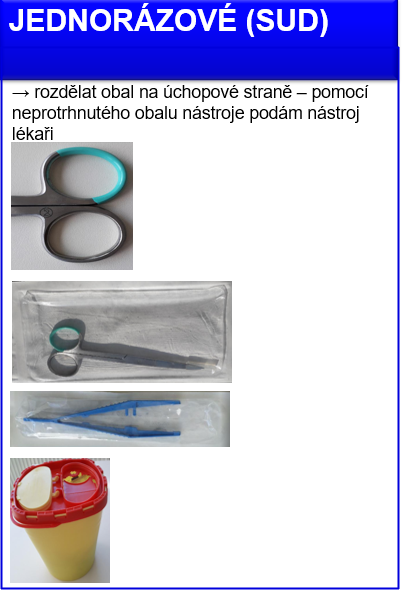 JEDNORÁZOVÉ (SUD)
→ rozdělat obal na úchopové straně – pomocí
neprotrhnutého obalu nástroje podám nástroj
lékaři